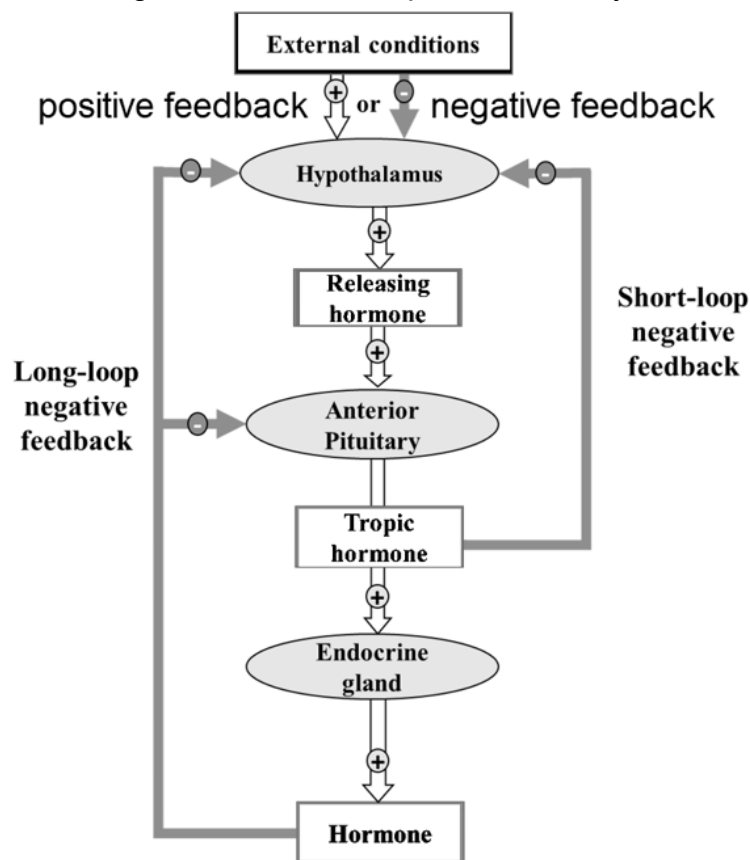 External conditions
positive feedback
+
or
-
negative feedback
-
Hypothalamus
-
+
Releasing
hormone
Short-loop
negative
feedback
+
Long-loop
negative
feedback
-
Anterior
Pituitary
Tropic
hormone
+
Endocrine
gland
+
Hormone